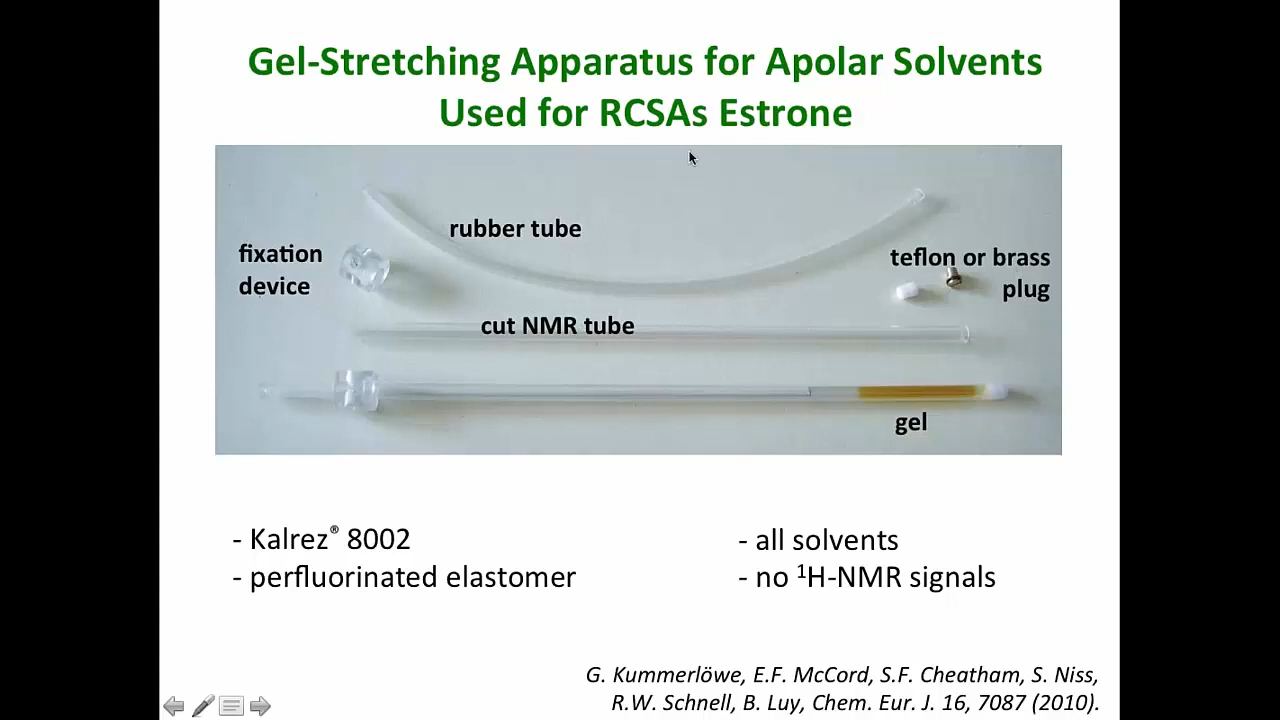 Gel-Stretching Apparatus for Apolar Solvents
Used for RCSAs Estrone
rubber tube
fixation
device
teflon or brass
plug
cut NMR tube
gel
- Kalrez® 8002
- perfluorinated elastomer
- all solvents
- no ¹H-NMR signals
G. Kummerlöwe, E.F. McCord, S.F. Cheatham, S. Niss,
R.W. Schnell, B. Luy, Chem. Eur. J. 16, 7087 (2010).